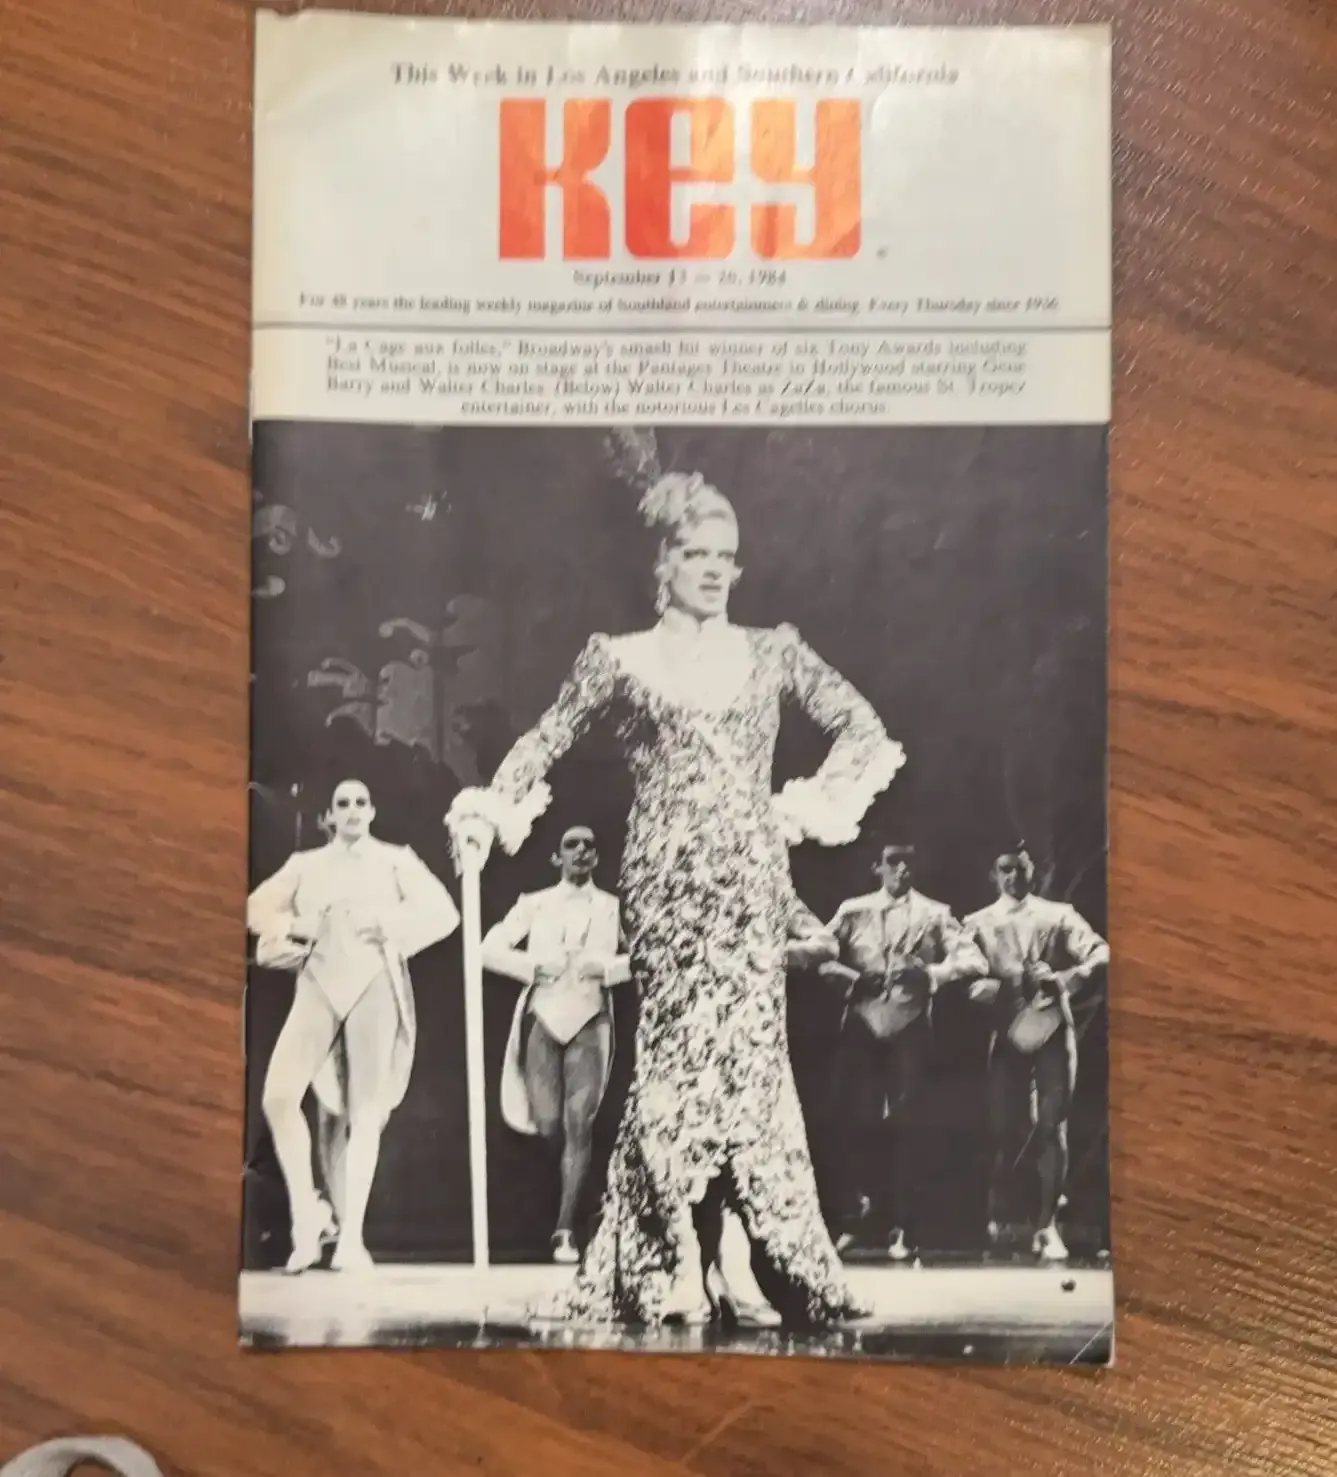 This Week in Los Angeles and Southern California
Key
September 13 — 20, 1984
For 48 years the leading weekly magazine of Southland entertainment & dining. Every Thursday since 1936
"La Cage aux folles," Broadway's smash hit winner of six Tony Awards including
Best Musical, is now on stage at the Pantages Theatre in Hollywood starring Gene
Barry and Walter Charles. (Below) Walter Charles as ZaZa, the famous St. Tropez
entertainer, with the notorious Les Cagelles chorus.